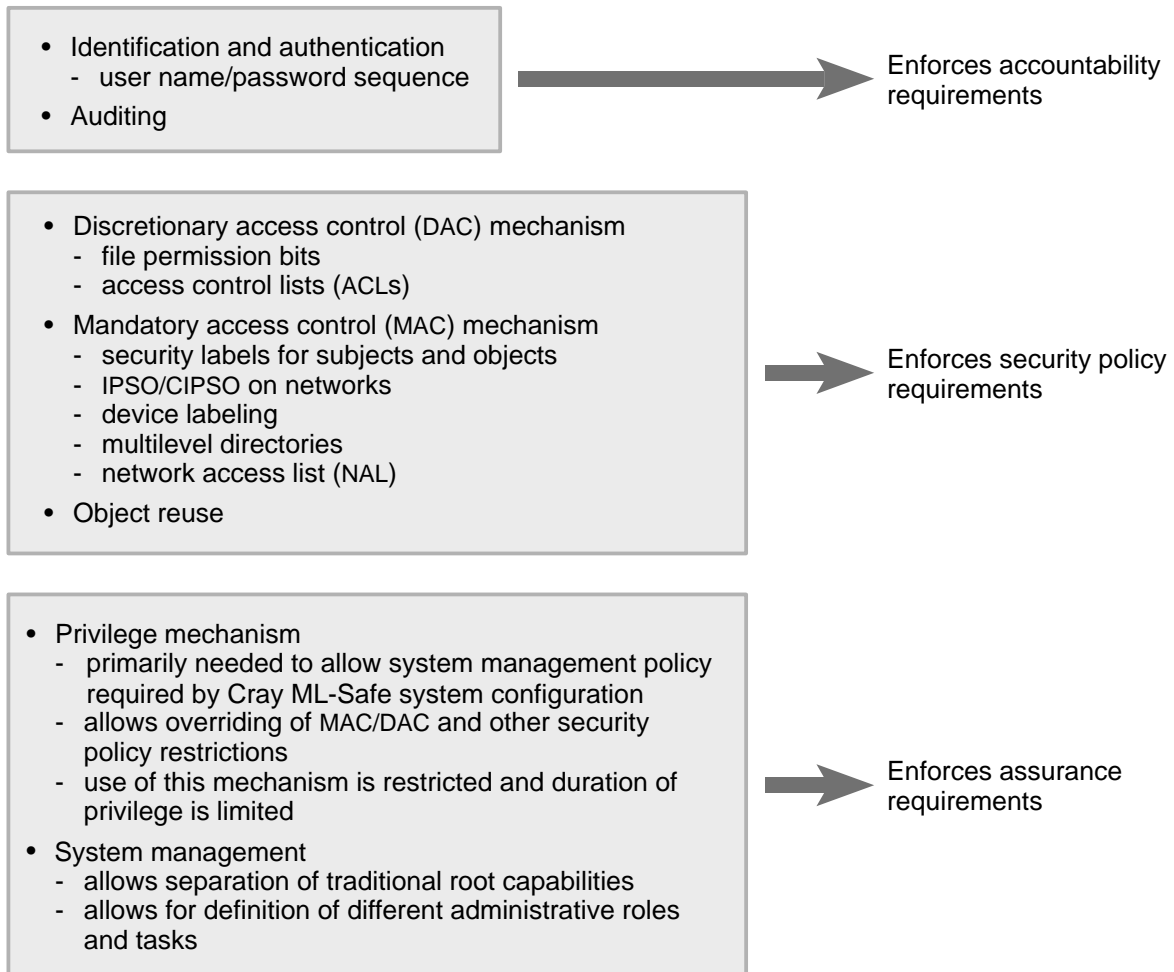 • Identification and authentication
- user name/password sequence
• Auditing
Enforces accountability
requirements
• Discretionary access control (DAC) mechanism
- file permission bits
- access control lists (ACLs)
• Mandatory access control (MAC) mechanism
- security labels for subjects and objects
- IPSO/CIPSO on networks
- device labeling
- multilevel directories
- network access list (NAL)
• Object reuse
Enforces security policy
requirements
• Privilege mechanism
- primarily needed to allow system management policy
required by Cray ML-Safe system configuration
- allows overriding of MAC/DAC and other security
policy restrictions
- use of this mechanism is restricted and duration of
privilege is limited
• System management
- allows separation of traditional root capabilities
- allows for definition of different administrative roles
and tasks
Enforces assurance
requirements